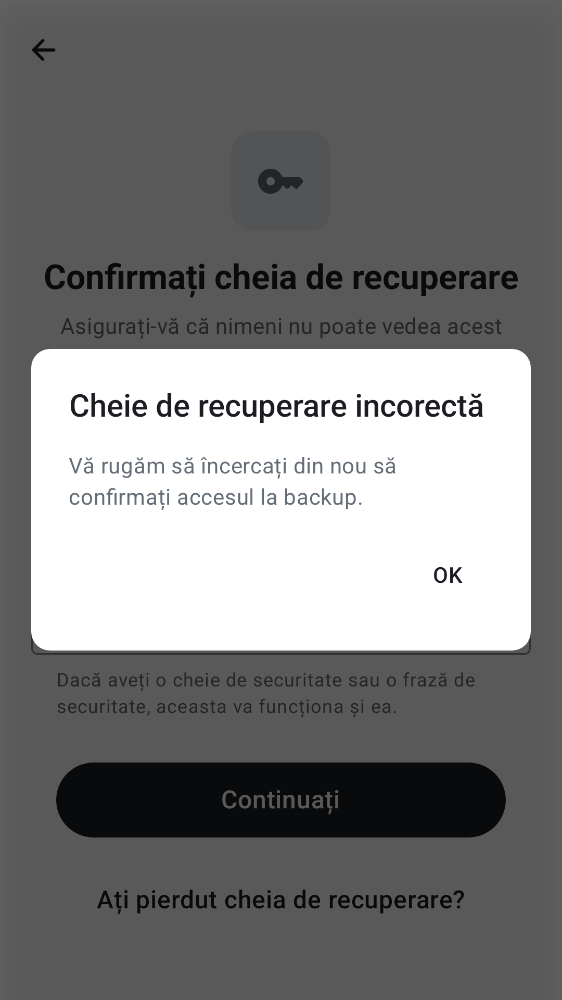 Confirmați cheia de recuperare
Asigurați-vă că nimeni nu poate vedea acest
Cheie de recuperare incorectă
Vă rugăm să încercați din nou să
confirmați accesul la backup.
OK
Dacă aveți o cheie de securitate sau o frază de
securitate, aceasta va funcționa și ea.
Continuați
Ați pierdut cheia de recuperare?